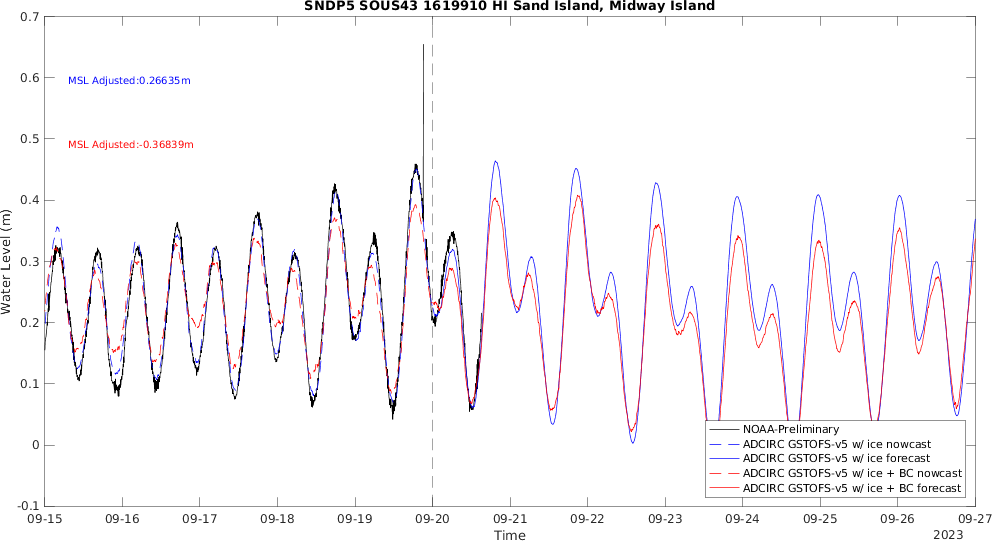 SNDP5 SOUS43 1619910 HI Sand Island, Midway Island
0.7
0.6
0.5
0.4
0.3
0.2
0.1
0
-0.1
Water Level (m)
MSL Adjusted:0.26635m
MSL Adjusted:-0.36839m
NOAA-Preliminary
ADCIRC GSTOFS-v5 w/ ice nowcast
ADCIRC GSTOFS-v5 w/ ice forecast
ADCIRC GSTOFS-v5 w/ ice + BC nowcast
ADCIRC GSTOFS-v5 w/ ice + BC forecast
09-15 09-16 09-17 09-18 09-19 09-20 09-21 09-22 09-23 09-24 09-25 09-26 09-27
Time
2023